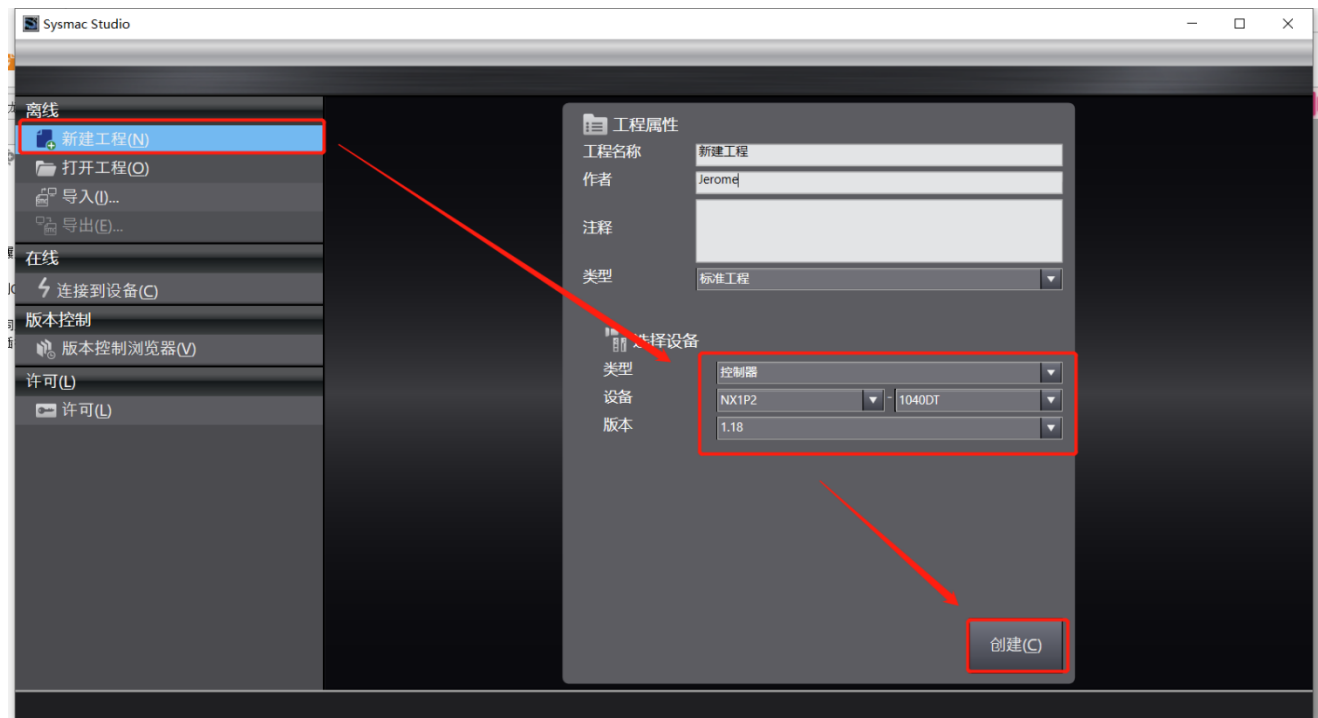 Sysmac Studio
离线
新建工程(N)
打开工程(O)
导入(I)...
导出(E)...
在线
连接到设备(C)
版本控制
版本控制浏览器(V)
许可(L)
许可(L)
工程属性
工程名称 新建工程
作者 Jerome
注释
类型 标准工程
选择设备
类型 控制器
设备 NX1P2 - 1040DT
版本 1.18
创建(C)